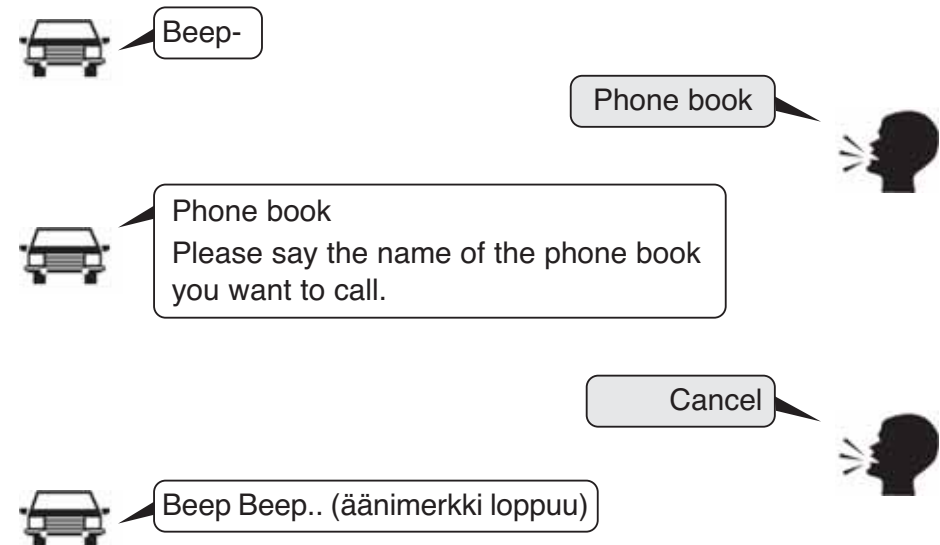 Beep-
Phone book
Phone book
Please say the name of the phone book
you want to call.
Cancel
Beep Beep.. (äänimerkki loppuu)